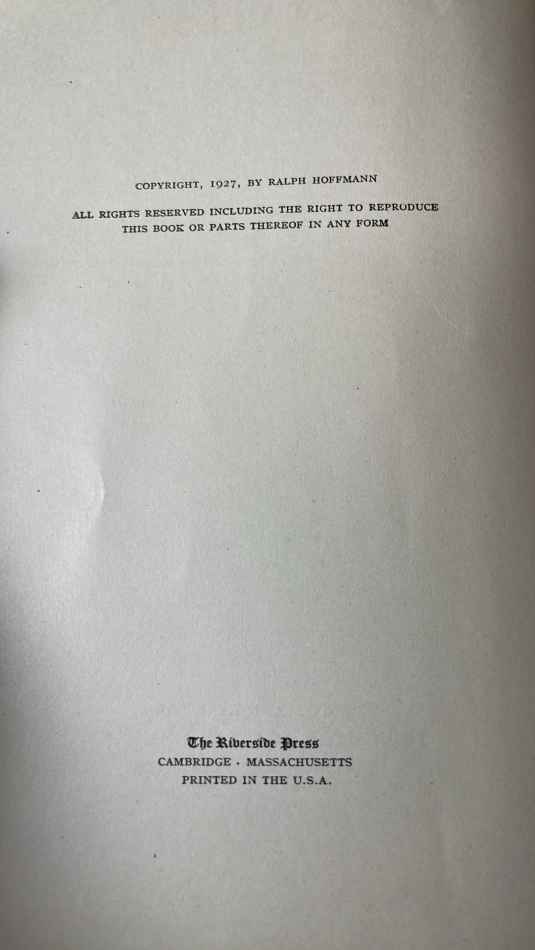 COPYRIGHT, 1927, BY RALPH HOFFMANN
ALL RIGHTS RESERVED INCLUDING THE RIGHT TO REPRODUCE
THIS BOOK OR PARTS THEREOF IN ANY FORM
The Riverside Press
CAMBRIDGE · MASSACHUSETTS
PRINTED IN THE U.S.A.